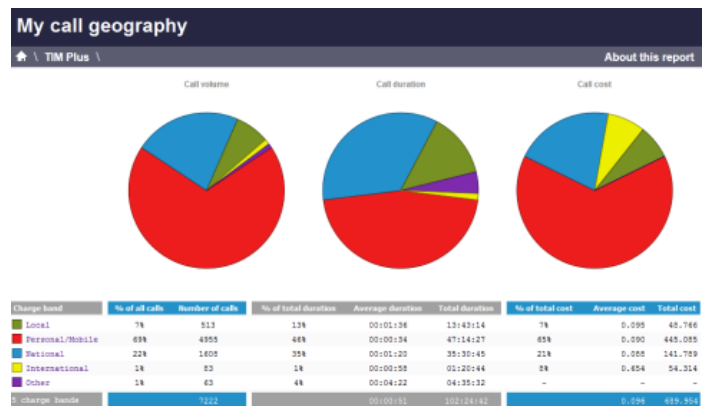 My call geography
\ TIM Plus \ About this report
Call volume Call duration Call cost
Charge band % of all calls Number of calls % of total duration Average duration Total duration % of total cost Average cost Total cost
Local 7% 513 13% 00:01:36 13:43:14 7% 0.095 48.766
Personal/Mobile 69% 4955 46% 00:00:34 47:14:27 65% 0.090 445.085
National 22% 1608 35% 00:01:20 35:30:45 21% 0.088 141.789
International 1% 83 1% 00:00:58 01:20:44 8% 0.654 54.314
Other 1% 63 4% 00:04:22 04:35:32 - - -
5 charge bands 7222 00:00:51 102:24:42 0.096 689.954